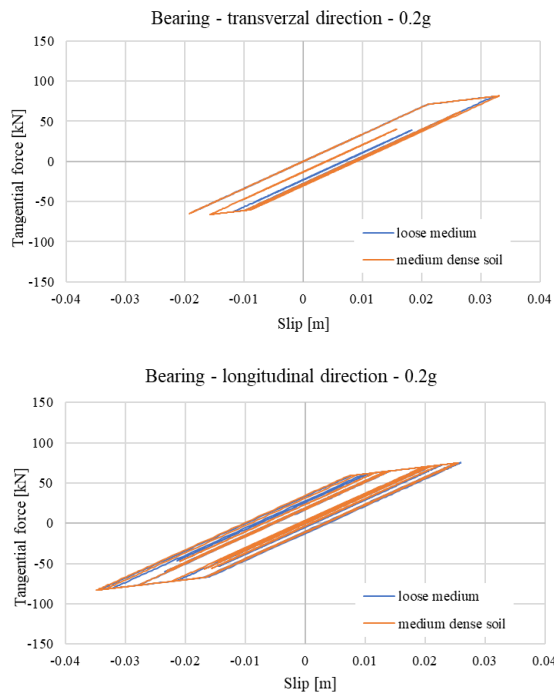 Bearing - transverzal direction - 0.2g
Tangential force [kN]
150
100
50
0
-50
-100
-150
loose medium
medium dense soil
-0.04 -0.03 -0.02 -0.01 0 0.01 0.02 0.03 0.04
Slip [m]
Bearing - longitudinal direction - 0.2g
Tangential force [kN]
150
100
50
0
-50
-100
-150
loose medium
medium dense soil
-0.04 -0.03 -0.02 -0.01 0 0.01 0.02 0.03 0.04
Slip [m]